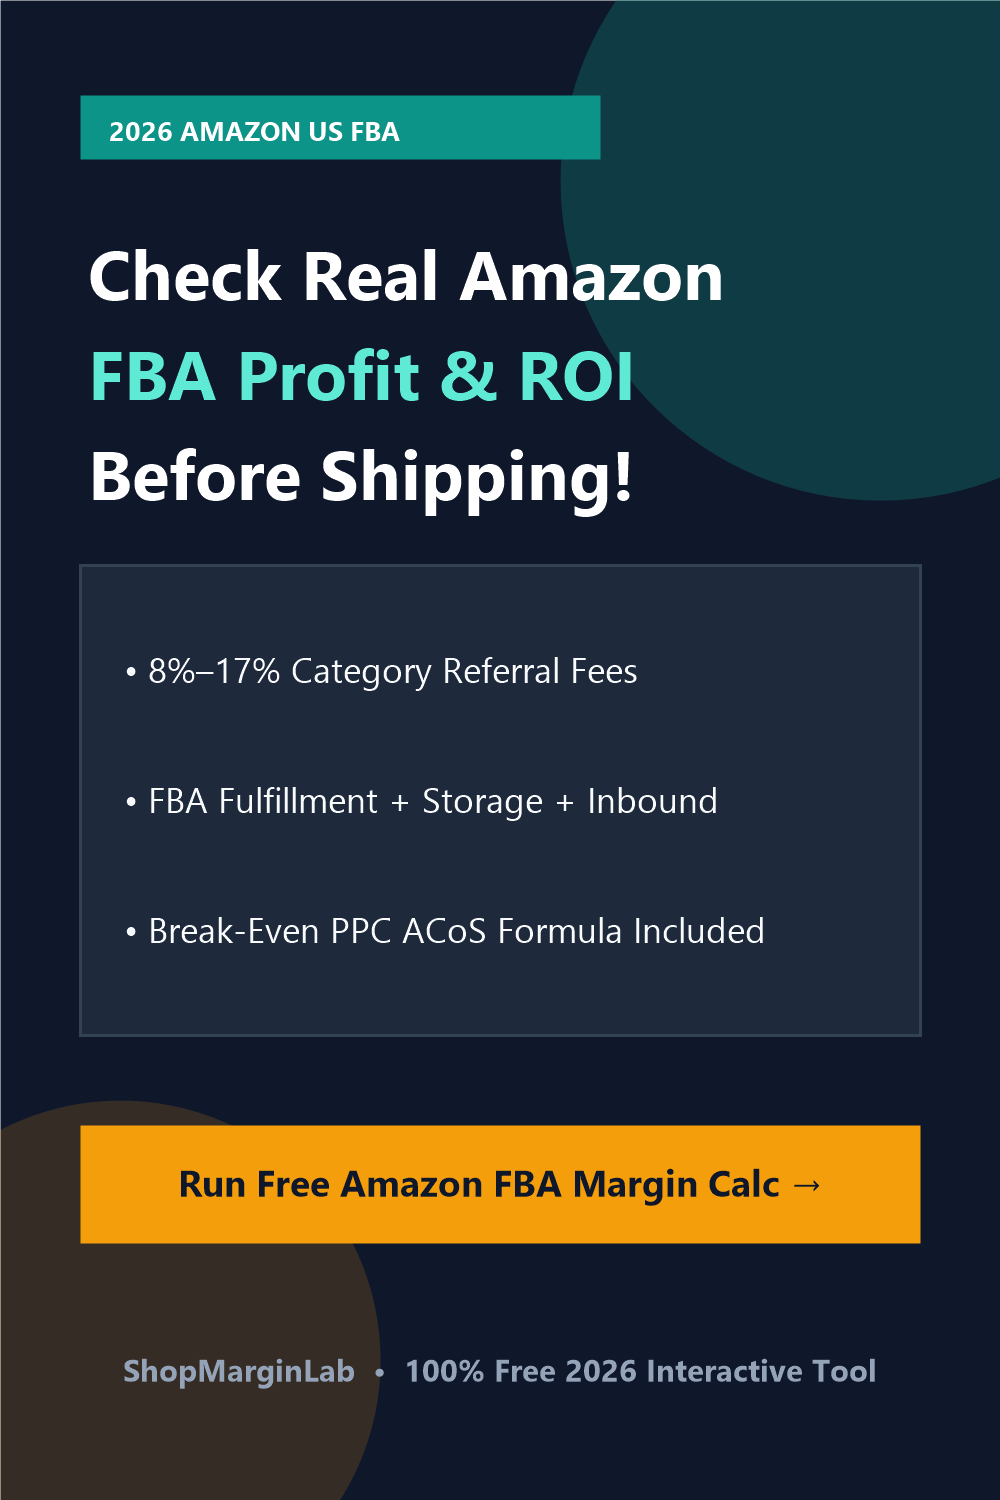 2026 AMAZON US FBA
Check Real Amazon
FBA Profit & ROI
Before Shipping!
• 8%–17% Category Referral Fees
• FBA Fulfillment + Storage + Inbound
• Break-Even PPC ACoS Formula Included
Run Free Amazon FBA Margin Calc →
ShopMarginLab • 100% Free 2026 Interactive Tool